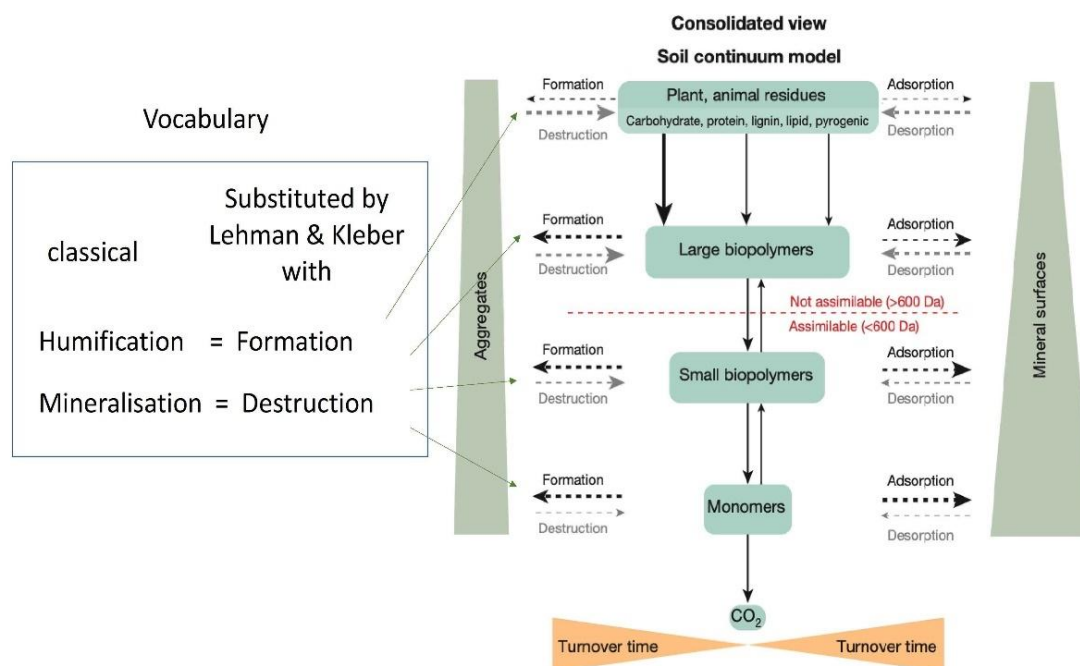 Consolidated view
Soil continuum model
Vocabulary
classical
Substituted by
Lehman & Kleber
with
Humification = Formation
Mineralisation = Destruction
Aggregates
Formation
Destruction
Plant, animal residues
Carbohydrate, protein, lignin, lipid, pyrogenic
Adsorption
Desorption
Formation
Destruction
Large biopolymers
Adsorption
Desorption
Not assimilable (>600 Da)
Assimilable (<600 Da)
Formation
Destruction
Small biopolymers
Adsorption
Desorption
Formation
Destruction
Monomers
Adsorption
Desorption
Mineral surfaces
CO₂
Turnover time
Turnover time